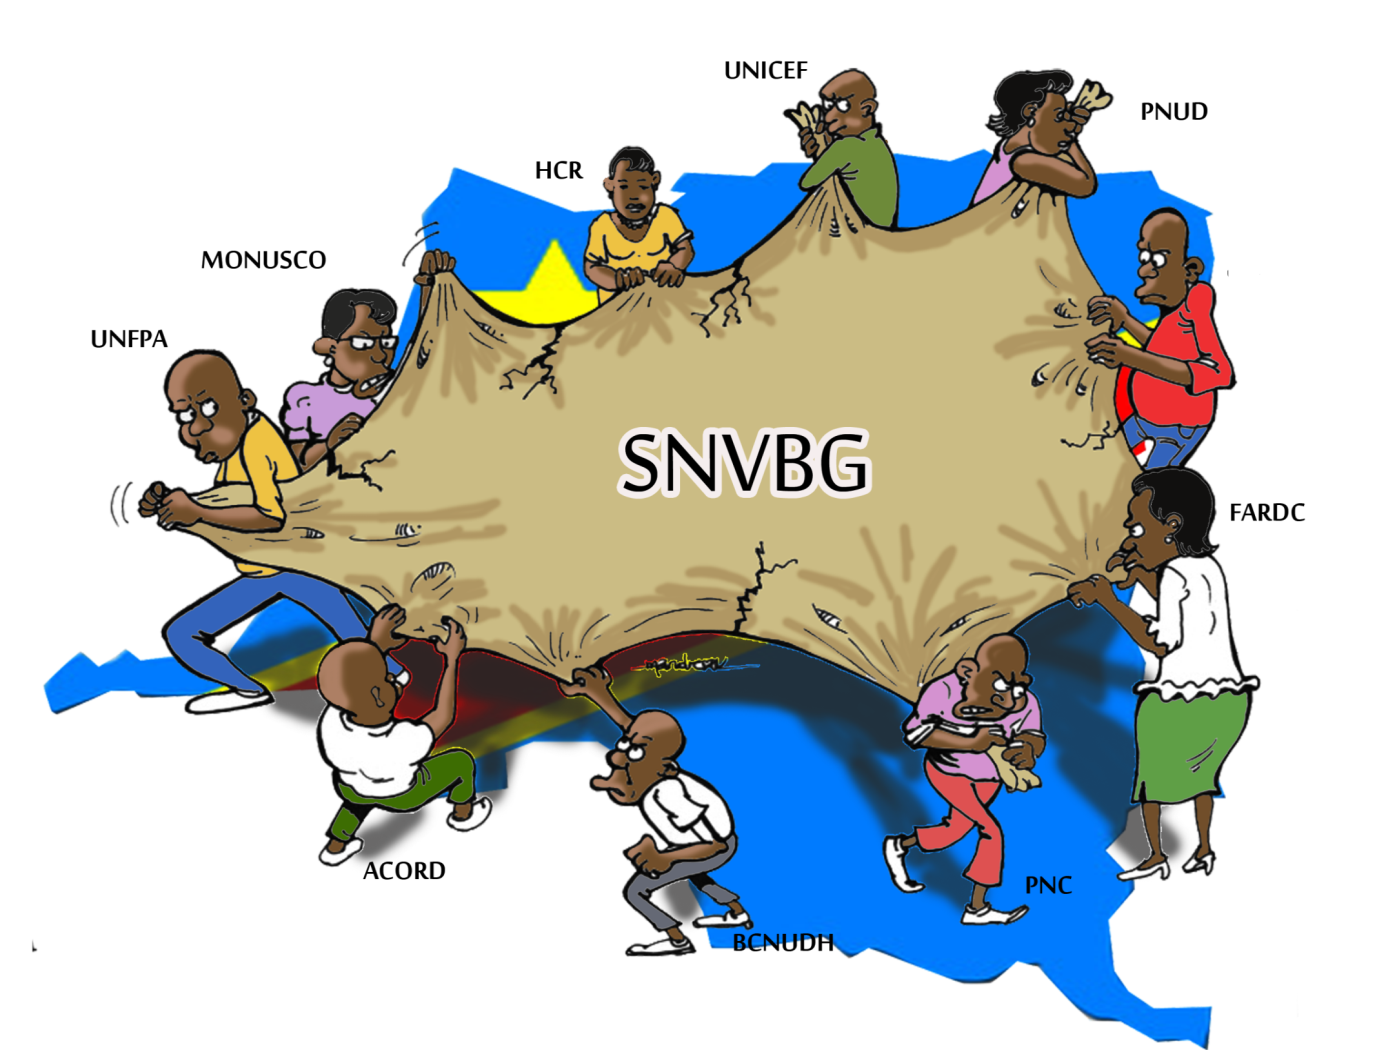 UNICEF
PNUD
HCR
MONUSCO
UNFPA
SNVBG
FARDC
ACORD
PNC
BCNUDH